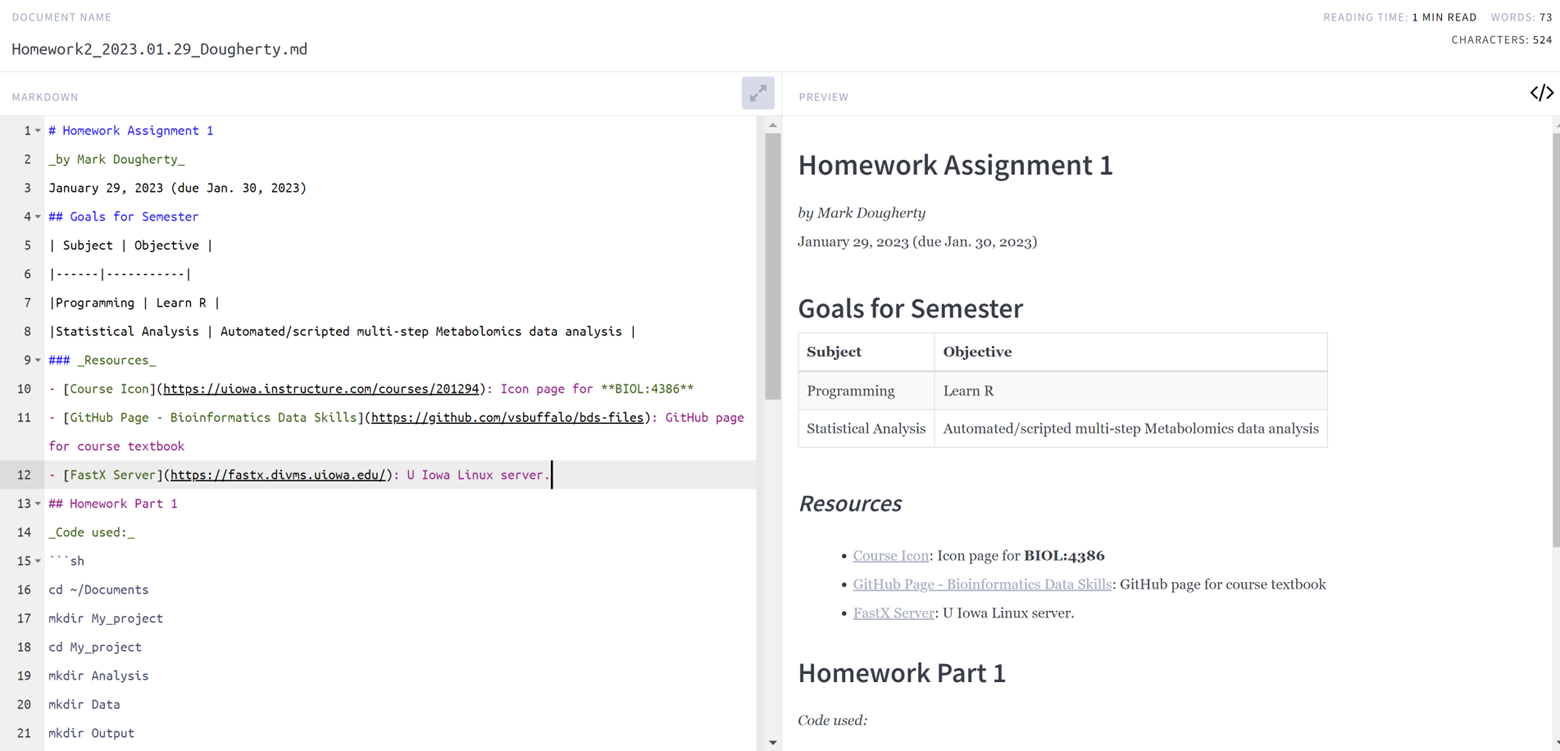 DOCUMENT NAME
Homework2_2023.01.29_Dougherty.md
READING TIME: 1 MIN READ WORDS: 73
CHARACTERS: 524
MARKDOWN
1 # Homework Assignment 1
2 _by Mark Dougherty_
3 January 29, 2023 (due Jan. 30, 2023)
4 ## Goals for Semester
5 | Subject | Objective |
6 |------|-----------|
7 |Programming | Learn R |
8 |Statistical Analysis | Automated/scripted multi-step Metabolomics data analysis |
9 ### _Resources_
10 - [Course Icon](https://uiowa.instructure.com/courses/201294): Icon page for **BIOL:4386**
11 - [GitHub Page - Bioinformatics Data Skills](https://github.com/vsbuffalo/bds-files): GitHub page
for course textbook
12 - [FastX Server](https://fastx.divms.uiowa.edu/): U Iowa Linux server.
13 ## Homework Part 1
14 _Code used:_
15 ```sh
16 cd ~/Documents
17 mkdir My_project
18 cd My_project
19 mkdir Analysis
20 mkdir Data
21 mkdir Output
PREVIEW
</>
Homework Assignment 1
by Mark Dougherty
January 29, 2023 (due Jan. 30, 2023)
Goals for Semester
Subject Objective
Programming Learn R
Statistical Analysis Automated/scripted multi-step Metabolomics data analysis
Resources
• Course Icon: Icon page for BIOL:4386
• GitHub Page - Bioinformatics Data Skills: GitHub page for course textbook
• FastX Server: U Iowa Linux server.
Homework Part 1
Code used: